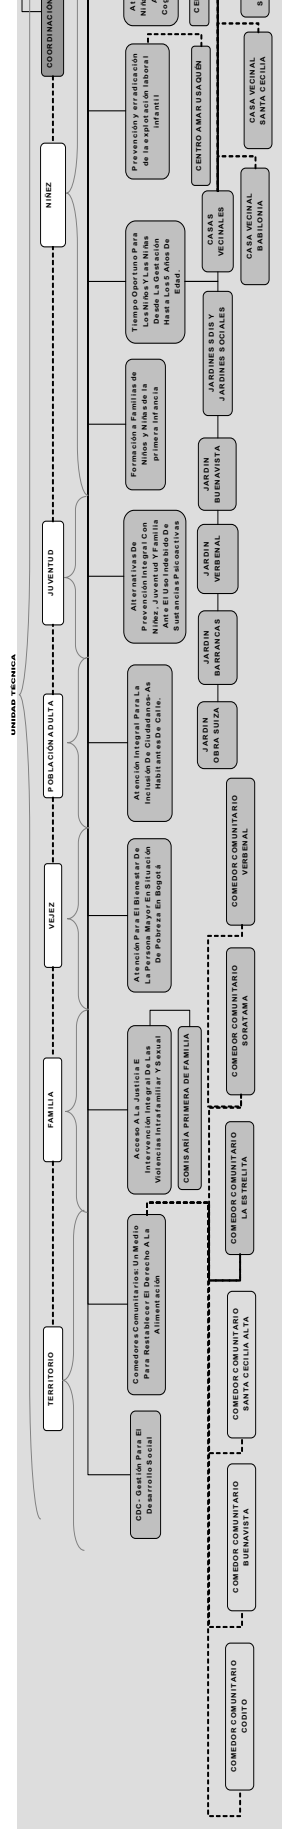 UNIDAD TÉCNICA
COORDINACIÓN
NIÑEZ
JUVENTUD
POBLACIÓN ADULTA
VEJEZ
FAMILIA
TERRITORIO
Prevención y erradicación
de la explotación laboral
infantil
Tiempo Oportuno Para
Los Niños Y Las Niñas
Desde La Gestación
Hasta Los 5 Años De
Edad.
Formación a Familias de
Niños y Niñas de la
primera Infancia
Alternativas De
Prevención Integral Con
Niñez, Juventud Y Familia
Ante El Uso Indebido De
Sustancias Psicoactivas
Atención Integral Para La
Inclusión De Ciudadanos-As
Habitantes De Calle.
Atención Para El Bienestar De
La Persona Mayor En Situación
De Pobreza En Bogotá
Acceso A La Justicia E
Intervención Integral De Las
Violencias Intrafamiliar Y Sexual
COMISARÍA PRIMERA DE FAMILIA
Comedores Comunitarios: Un Medio
Para Restablecer El Derecho A La
Alimentación
CDC - Gestión Para El
Desarrollo Social
CENTRO AMAR USAQUÉN
CASAS
VECINALES
JARDINES SDIS Y
JARDINES SOCIALES
JARDIN
BUENAVISTA
JARDIN
VERBENAL
JARDIN
BARRANCAS
JARDIN
OBRA SUIZA
CASA VECINAL
SANTA CECILIA
CASA VECINAL
BABILONIA
COMEDOR COMUNITARIO
VERBENAL
COMEDOR COMUNITARIO
SORATAMA
COMEDOR COMUNITARIO
LA ESTRELITA
COMEDOR COMUNITARIO
SANTA CECILIA ALTA
COMEDOR COMUNITARIO
BUENAVISTA
COMEDOR COMUNITARIO
CODITO